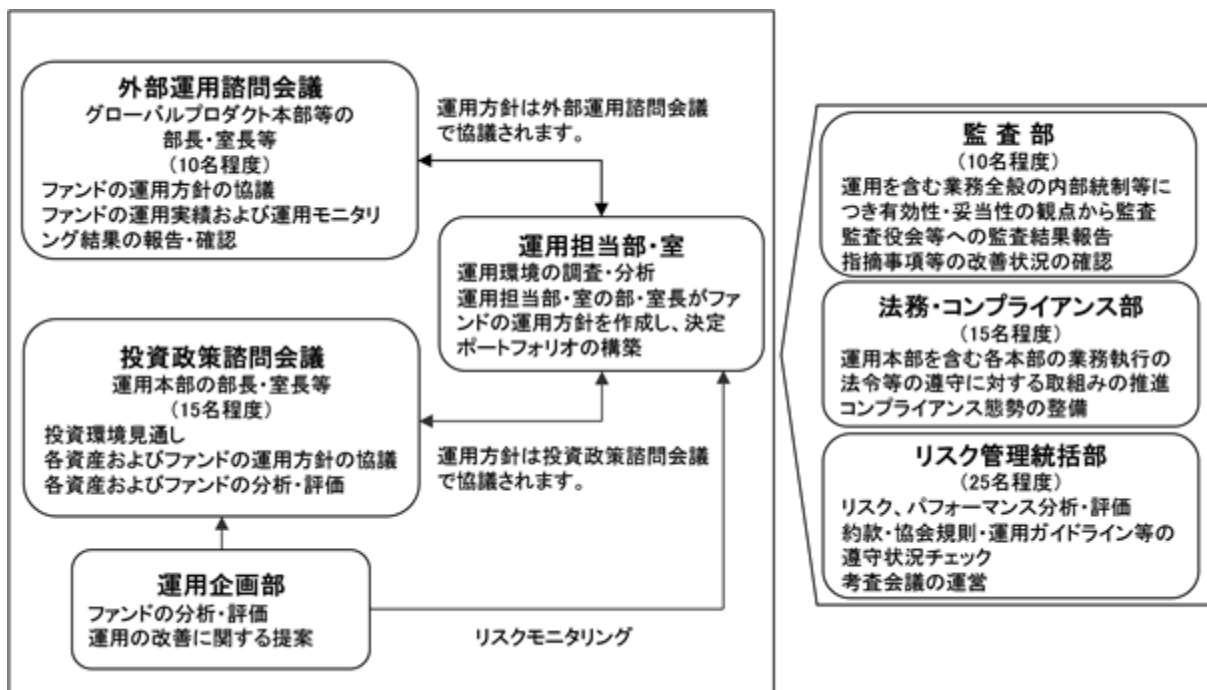 外部運用諮問会議
グローバルプロダクト本部等の
部長・室長等
(10名程度)
ファンドの運用方針の協議
ファンドの運用実績および運用モニタリ
ング結果の報告・確認
運用方針は外部運用諮問会議
で協議されます。
運用担当部・室
運用環境の調査・分析
運用担当部・室の部・室長がファ
ンドの運用方針を作成し、決定
ポートフォリオの構築
投資政策諮問会議
運用本部の部長・室長等
(15名程度)
投資環境見通し
各資産およびファンドの運用方針の協議
各資産およびファンドの分析・評価
運用方針は投資政策諮問会議
で協議されます。
運用企画部
ファンドの分析・評価
運用の改善に関する提案
リスクモニタリング
監 査 部
(10名程度)
運用を含む業務全般の内部統制等に
つき有効性・妥当性の観点から監査
監査役会等への監査結果報告
指摘事項等の改善状況の確認
法務・コンプライアンス部
(15名程度)
運用本部を含む各本部の業務執行の
法令等の遵守に対する取組みの推進
コンプライアンス態勢の整備
リスク管理統括部
(25名程度)
リスク、パフォーマンス分析・評価
約款・協会規則・運用ガイドライン等の
遵守状況チェック
考査会議の運営